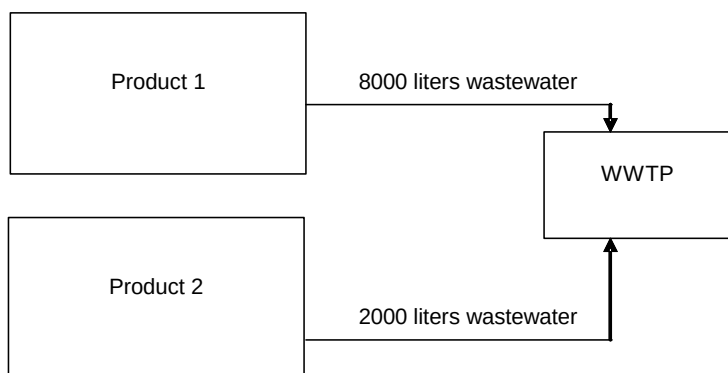 Product 1
8000 liters wastewater
WWTP
Product 2
2000 liters wastewater